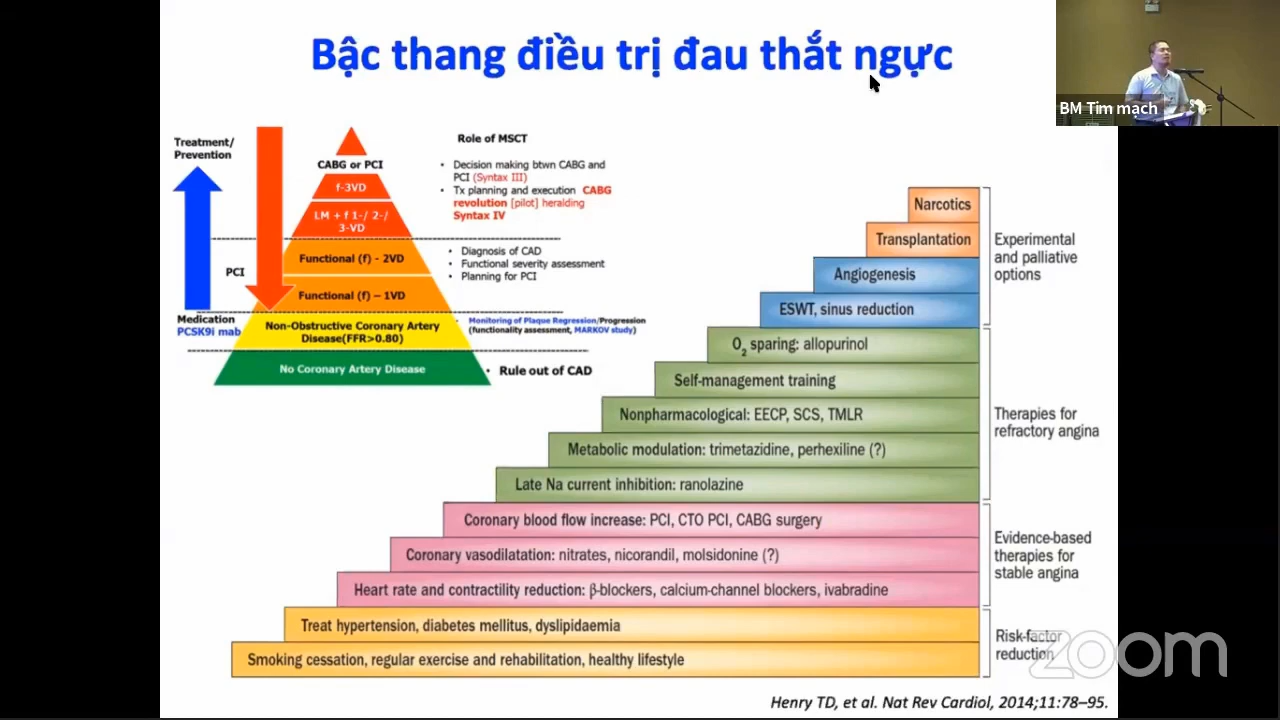 Bậc thang điều trị đau thắt ngực
BM Tim mach
Treatment/
Prevention
PCI
Medication
PCSK9i mab
CABG or PCI
f-3VD
LM + f 1-/ 2-/
3-VD
Functional (f) - 2VD
Functional (f) – 1VD
Non-Obstructive Coronary Artery
Disease(FFR>0.80)
No Coronary Artery Disease
Role of MSCT
• Decision making btwn CABG and
PCI (Syntax III)
• Tx planning and execution CABG
revolution [pilot] heralding
Syntax IV
• Diagnosis of CAD
• Functional severity assessment
• Planning for PCI
• Monitoring of Plaque Regression/Progression
(functionality assessment, MARKOV study)
• Rule out of CAD
Narcotics
Transplantation
Angiogenesis
ESWT, sinus reduction
Experimental
and palliative
options
O2 sparing: allopurinol
Self-management training
Nonpharmacological: EECP, SCS, TMLR
Metabolic modulation: trimetazidine, perhexiline (?)
Late Na current inhibition: ranolazine
Therapies for
refractory angina
Coronary blood flow increase: PCI, CTO PCI, CABG surgery
Coronary vasodilatation: nitrates, nicorandil, molsidonine (?)
Heart rate and contractility reduction: β-blockers, calcium-channel blockers, ivabradine
Evidence-based
therapies for
stable angina
Treat hypertension, diabetes mellitus, dyslipidaemia
Smoking cessation, regular exercise and rehabilitation, healthy lifestyle
Risk-factor
reduction
zoom
Henry TD, et al. Nat Rev Cardiol, 2014;11:78–95.